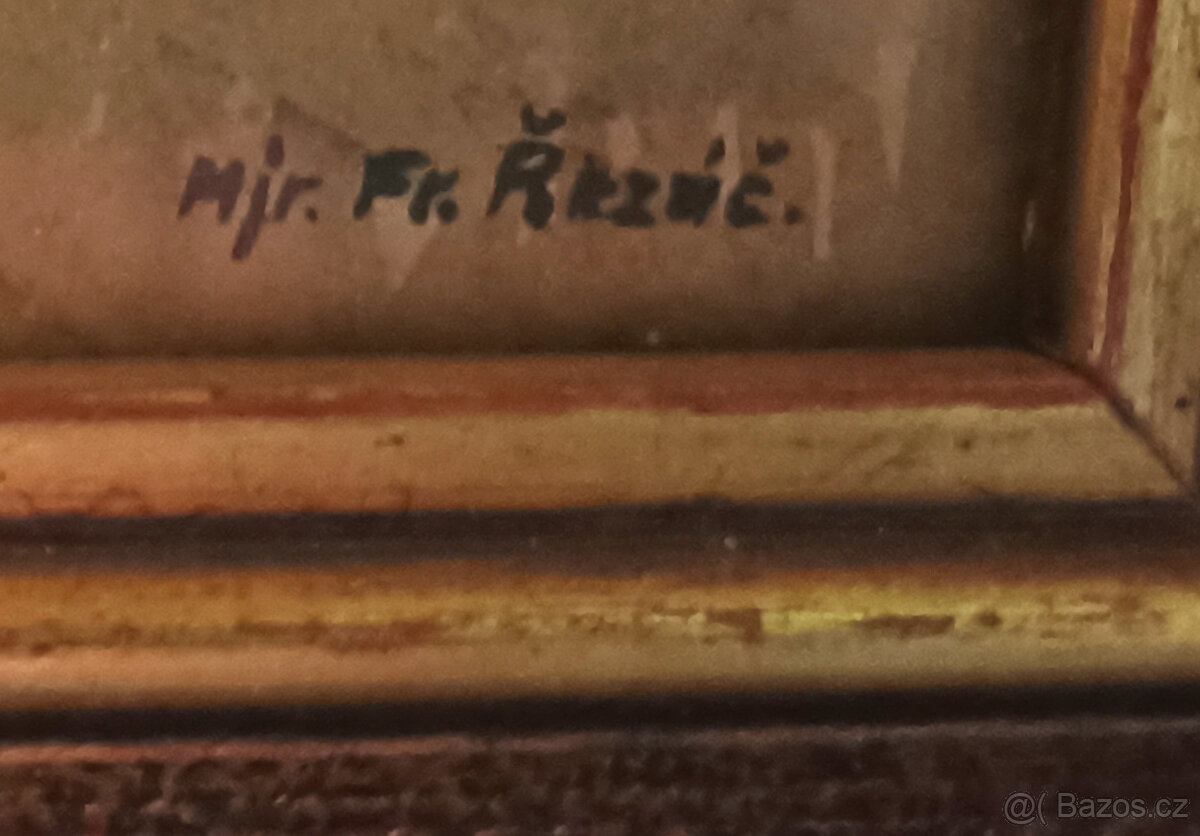 Mjr. Fr. Řezáč.
@( Bazos.cz